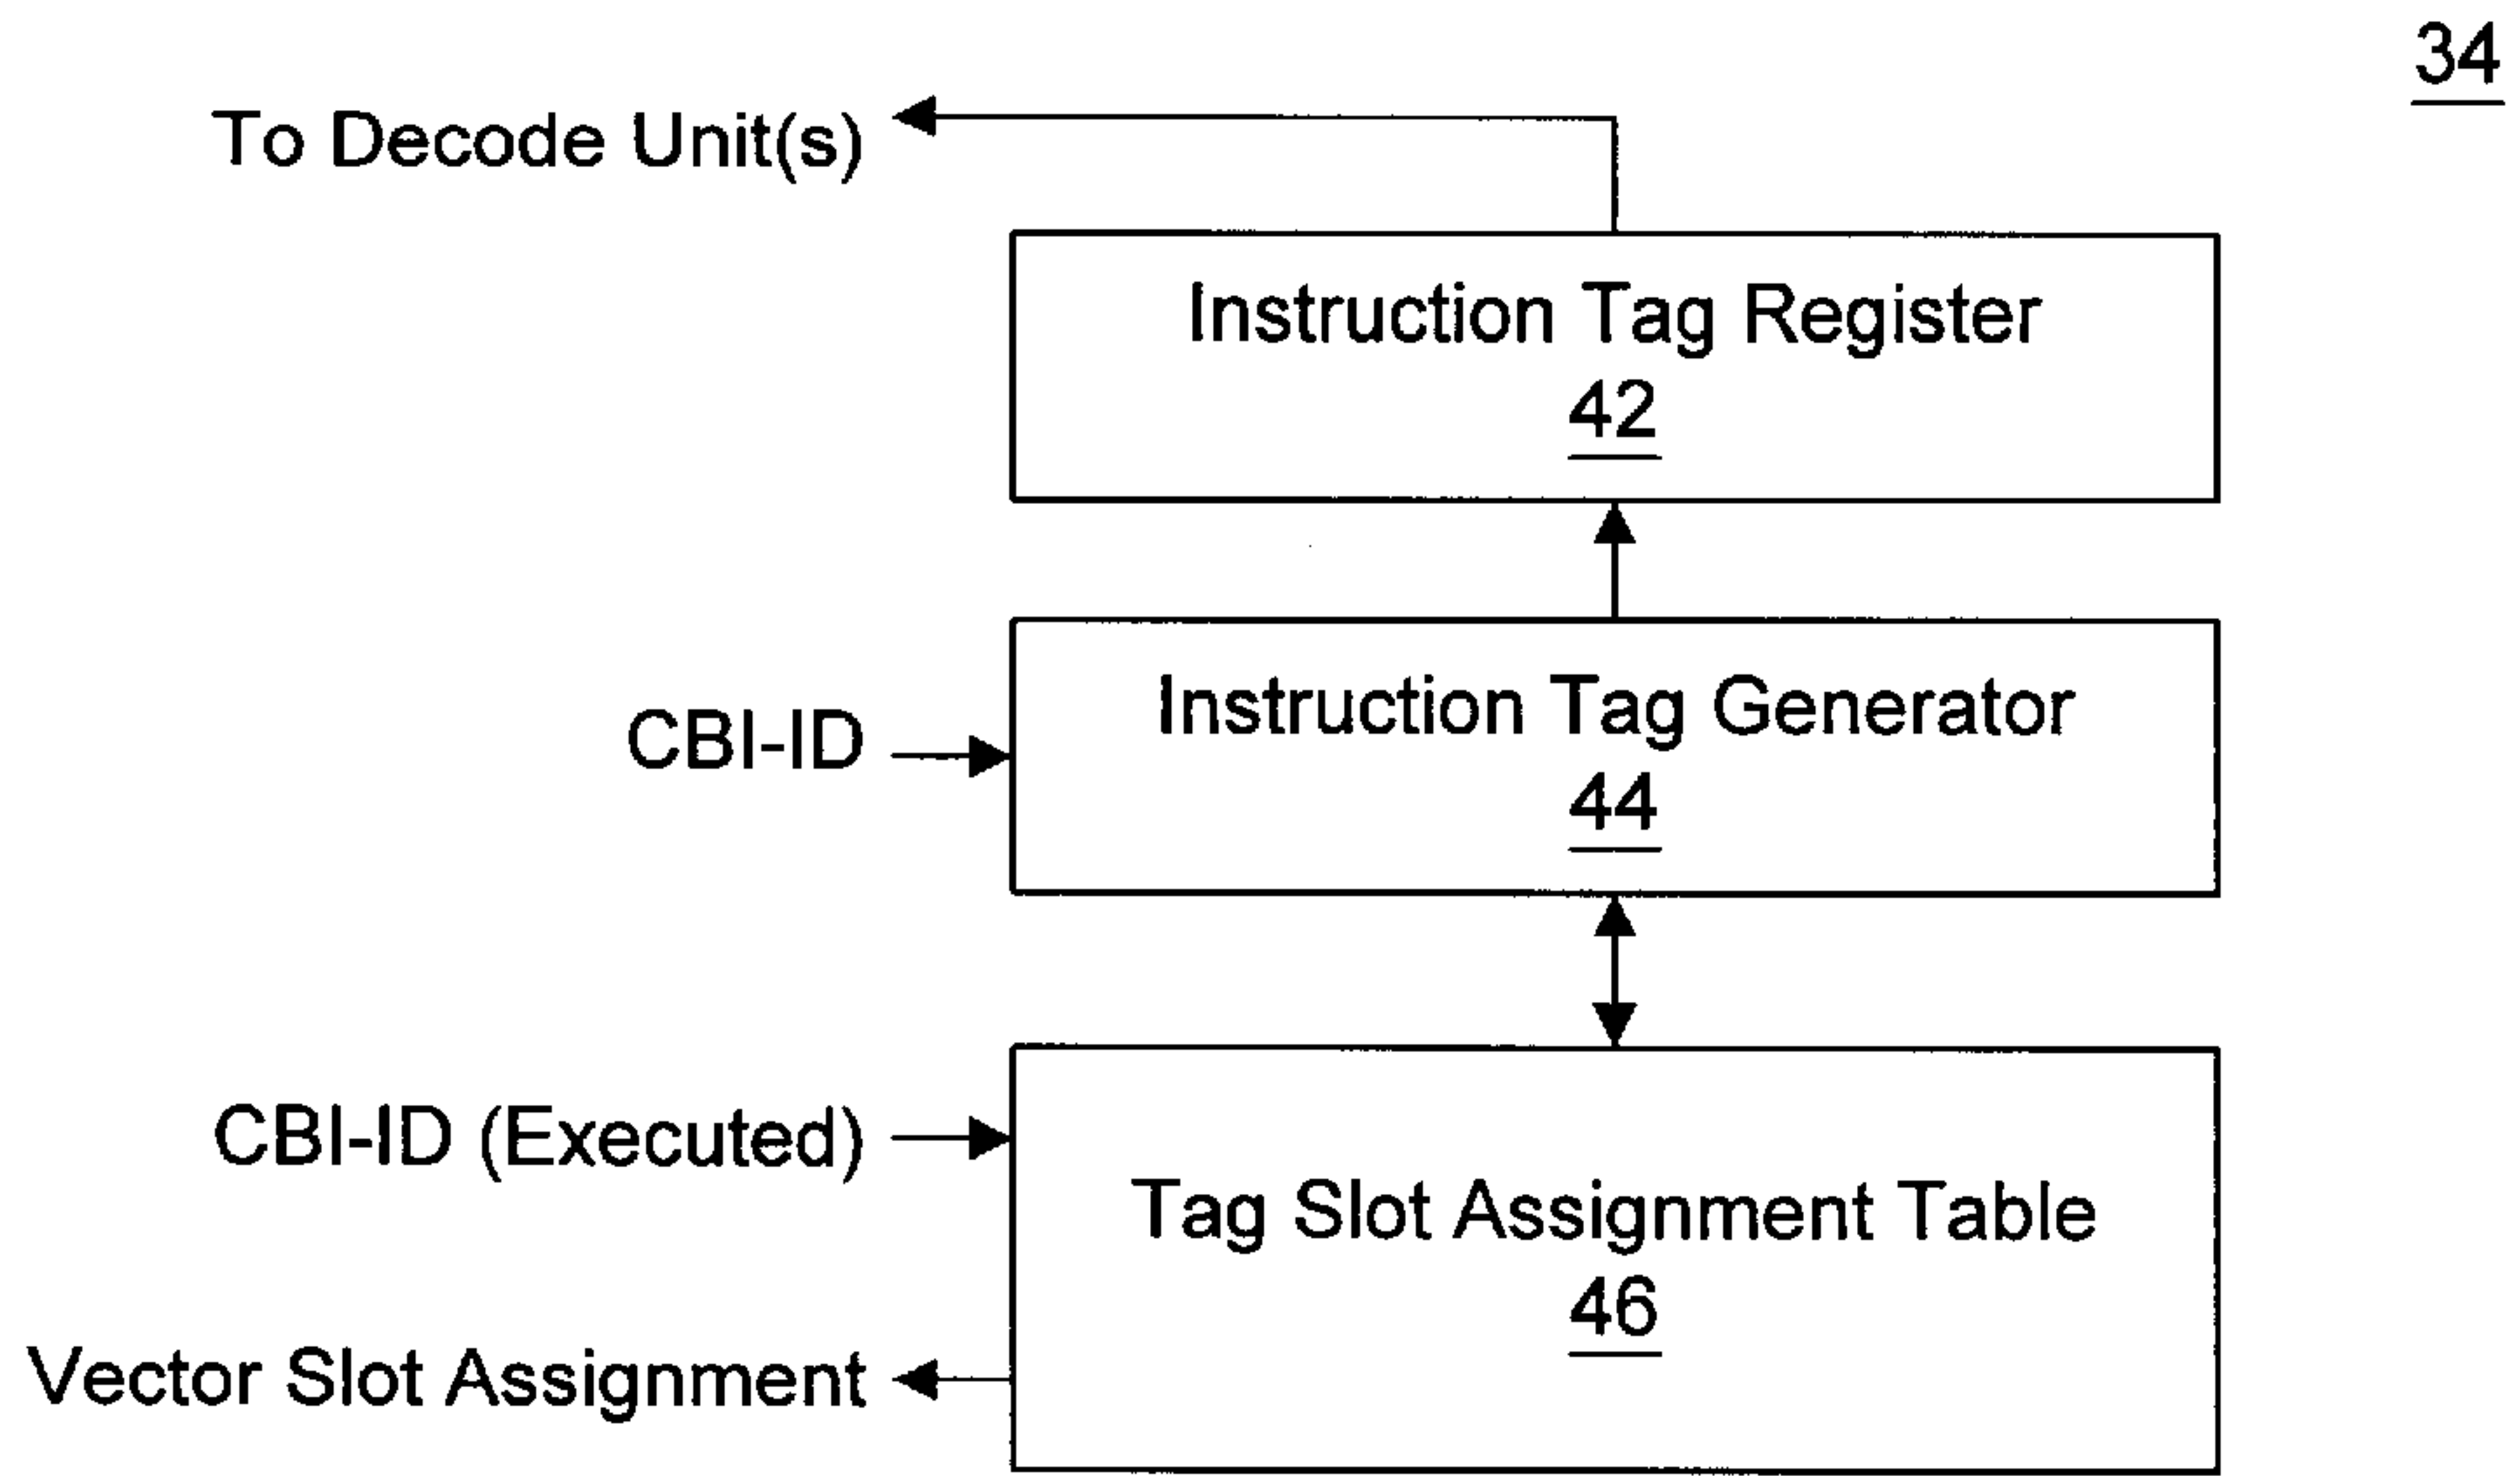 34
To Decode Unit(s)
Instruction Tag Register
42
CBI-ID
Instruction Tag Generator
44
CBI-ID (Executed)
Tag Slot Assignment Table
46
Vector Slot Assignment